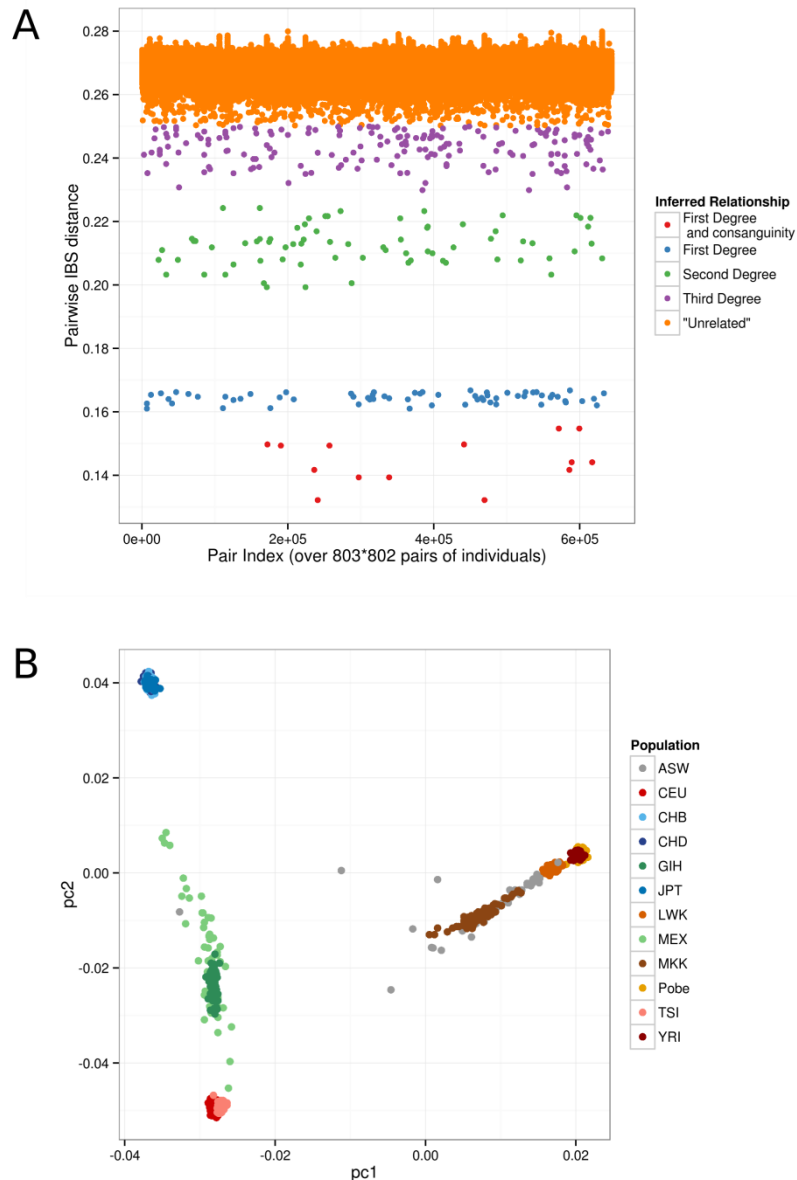 A
0.28
0.26
0.24
0.22
0.20
0.18
0.16
0.14
Pairwise IBS distance
0e+00
2e+05
4e+05
6e+05
Pair Index (over 803*802 pairs of individuals)
Inferred Relationship
First Degree
and consanguinity
First Degree
Second Degree
Third Degree
"Unrelated"
B
0.04
0.02
0.00
-0.02
-0.04
pc2
-0.04
-0.02
0.00
0.02
pc1
Population
ASW
CEU
CHB
CHD
GIH
JPT
LWK
MEX
MKK
Pobe
TSI
YRI